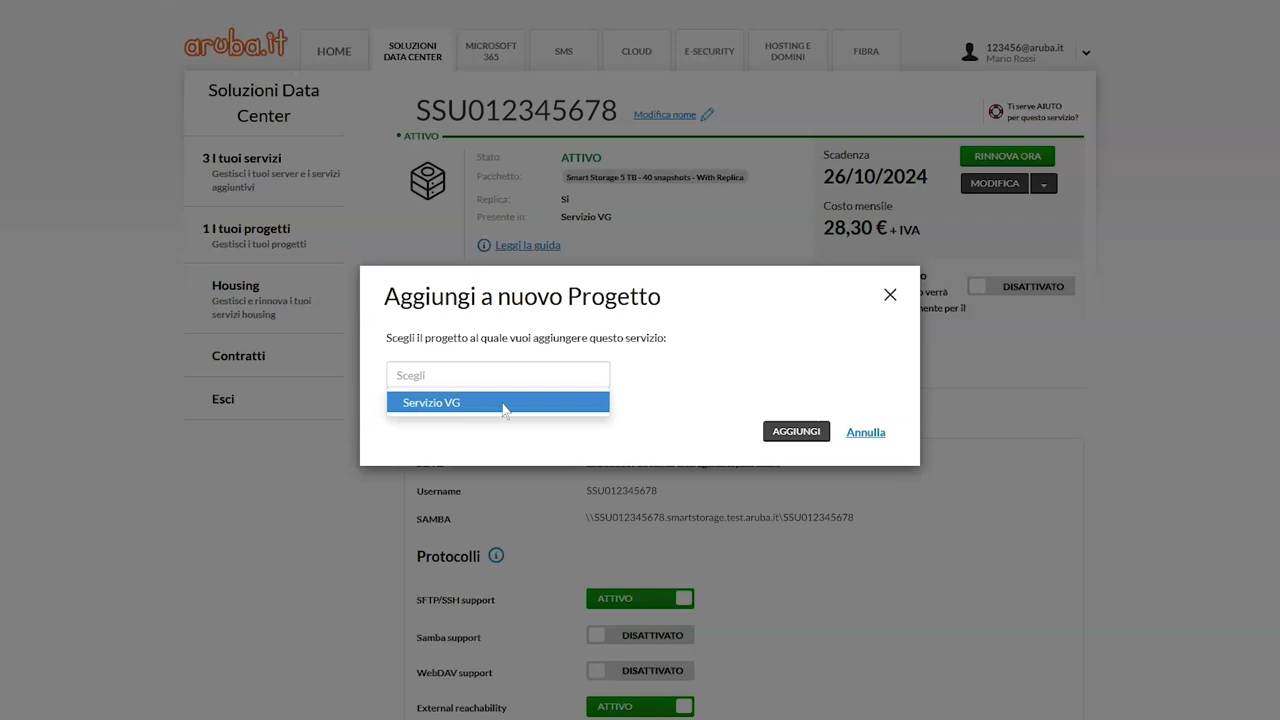 aruba.it
HOME
SOLUZIONI
DATA CENTER
MICROSOFT
365
SMS
CLOUD
E-SECURITY
HOSTING E
DOMINI
FIBRA
123456@aruba.it
Mario Rossi
Soluzioni Data
Center
3 I tuoi servizi
Gestisci i tuoi server e i servizi
aggiuntivi
1 I tuoi progetti
Gestisci i tuoi progetti
Housing
Gestisci e rinnova i tuoi
servizi housing
Contratti
Esci
SSU012345678
Modifica nome
Ti serve AIUTO
per questo servizio?
• ATTIVO
Stato:
ATTIVO
Pacchetto:
Smart Storage 5 TB - 40 snapshots - With Replica
Replica:
Si
Presente in:
Servizio VG
Leggi la guida
Scadenza
26/10/2024
Costo mensile
28,30 € + IVA
RINNOVA ORA
MODIFICA
o
o verrà
nente per il
DISATTIVATO
Aggiungi a nuovo Progetto
Scegli il progetto al quale vuoi aggiungere questo servizio:
Scegli
Servizio VG
AGGIUNGI
Annulla
Username
SSU012345678
SAMBA
\\SSU012345678.smartstorage.test.aruba.it\SSU012345678
Protocolli
SFTP/SSH support
ATTIVO
Samba support
DISATTIVATO
WebDAV support
DISATTIVATO
External reachability
ATTIVO